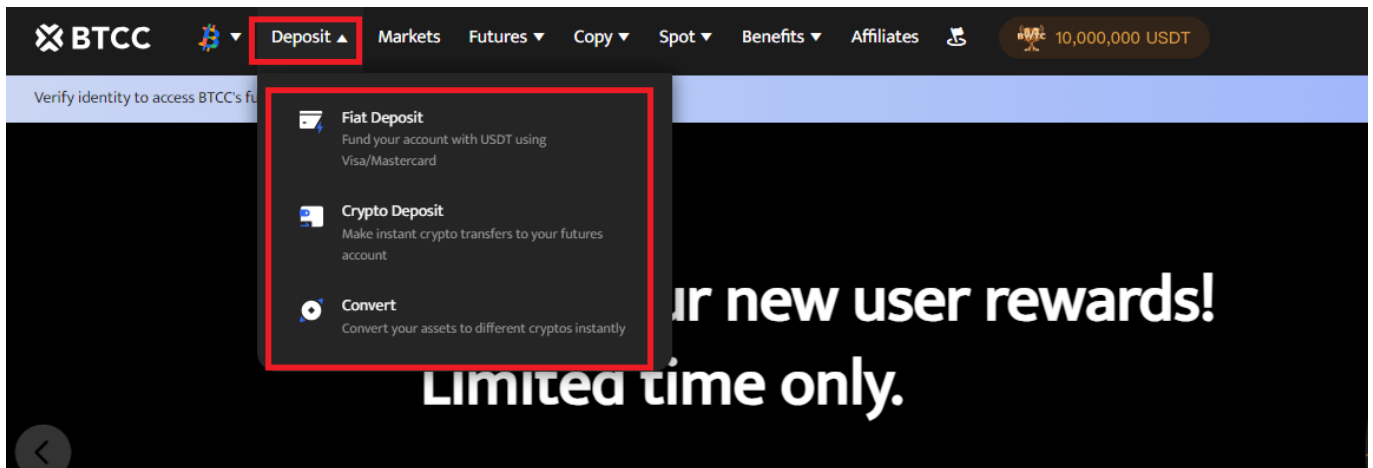 BTCC
Deposit
Markets
Futures
Copy
Spot
Benefits
Affiliates
10,000,000 USDT
Verify identity to access BTCC's
Fiat Deposit
Fund your account with USDT using
Visa/Mastercard
Crypto Deposit
Make instant crypto transfers to your futures
account
Convert
Convert your assets to different cryptos instantly
new user rewards!
Limited time only.